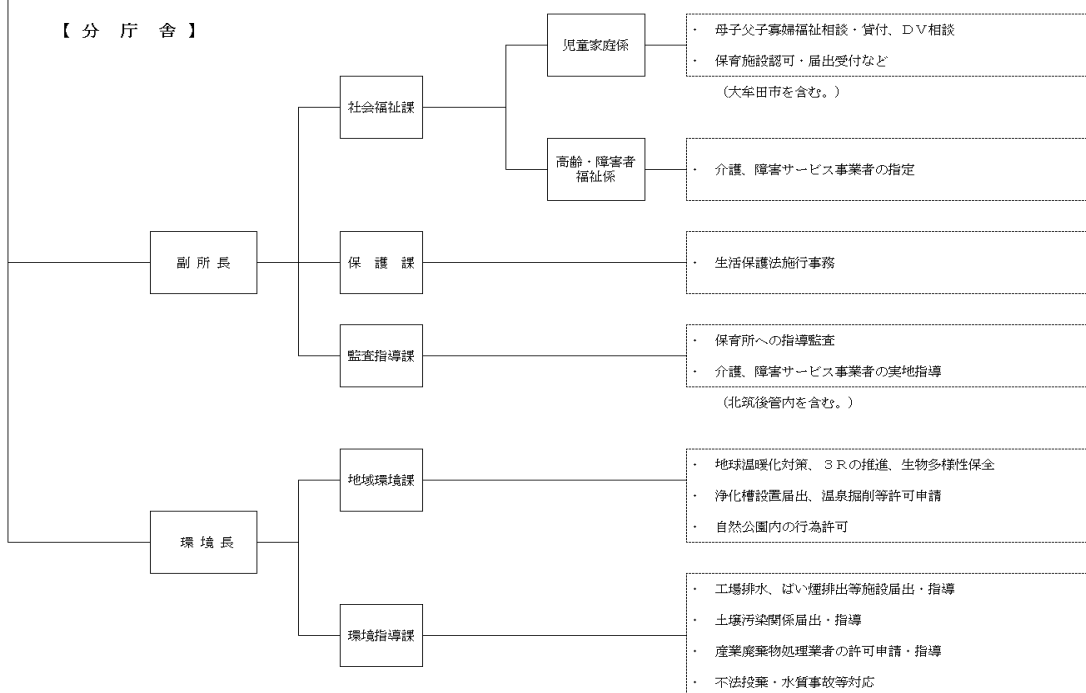 【 分 庁 舎 】
児童家庭係
・ 母子父子寡婦福祉相談・貸付、ＤＶ相談
・ 保育施設認可・届出受付など
（大牟田市を含む。）
社会福祉課
高齢・障害者
福祉係
・ 介護、障害サービス事業者の指定
副 所 長
保 護 課
・ 生活保護法施行事務
監査指導課
・ 保育所への指導監査
・ 介護、障害サービス事業者の実地指導
（北筑後管内を含む。）
地域環境課
・ 地球温暖化対策、３Ｒの推進、生物多様性保全
・ 浄化槽設置届出、温泉掘削等許可申請
・ 自然公園内の行為許可
環 境 長
環境指導課
・ 工場排水、ばい煙排出等施設届出・指導
・ 土壌汚染関係届出・指導
・ 産業廃棄物処理業者の許可申請・指導
・ 不法投棄・水質事故等対応